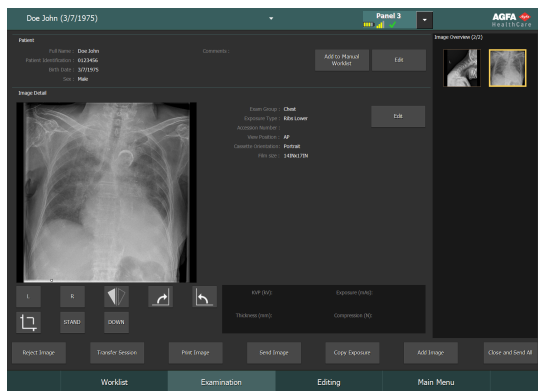 Doe John (3/7/1975)
Panel 3
AGFA
HealthCare
Patient
Full Name : Doe John
Patient Identification : 0123456
Birth Date : 3/7/1975
Sex : Male
Comments :
Add to Manual Worklist
Edit
Image Overview (2/2)
Image Detail
Exam Group : Chest
Exposure Type : Ribs Lower
Accession Number :
View Position : AP
Cassette Orientation : Portrait
Film size : 14INx17IN
Edit
L
R
STAND
DOWN
kVP (kV):
Exposure (mAs):
Thickness (mm):
Compression (N):
Reject Image
Transfer Session
Print Image
Send Image
Copy Exposure
Add Image
Close and Send All
Worklist
Examination
Editing
Main Menu